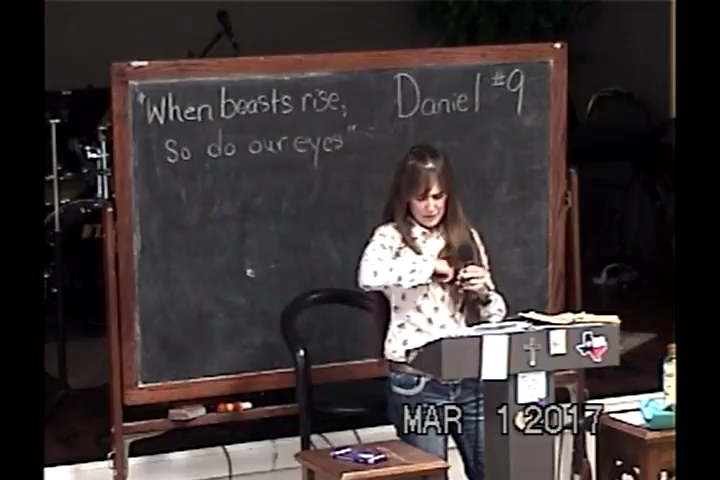 "When beasts rise,
So do our eyes"
Daniel #9
MAR 1 2017